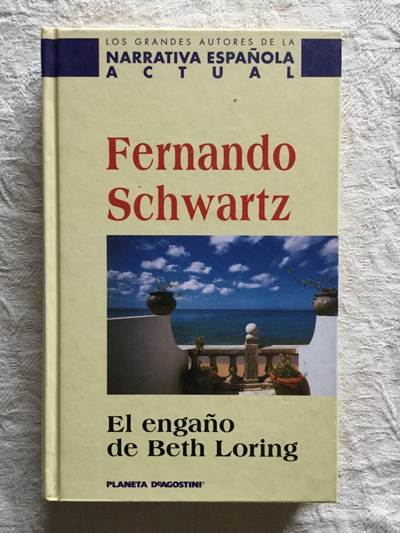 LOS GRANDES AUTORES DE LA
NARRATIVA ESPAÑOLA
ACTUAL
Fernando
Schwartz
El engaño
de Beth Loring
PLANETA DEAGOSTINI